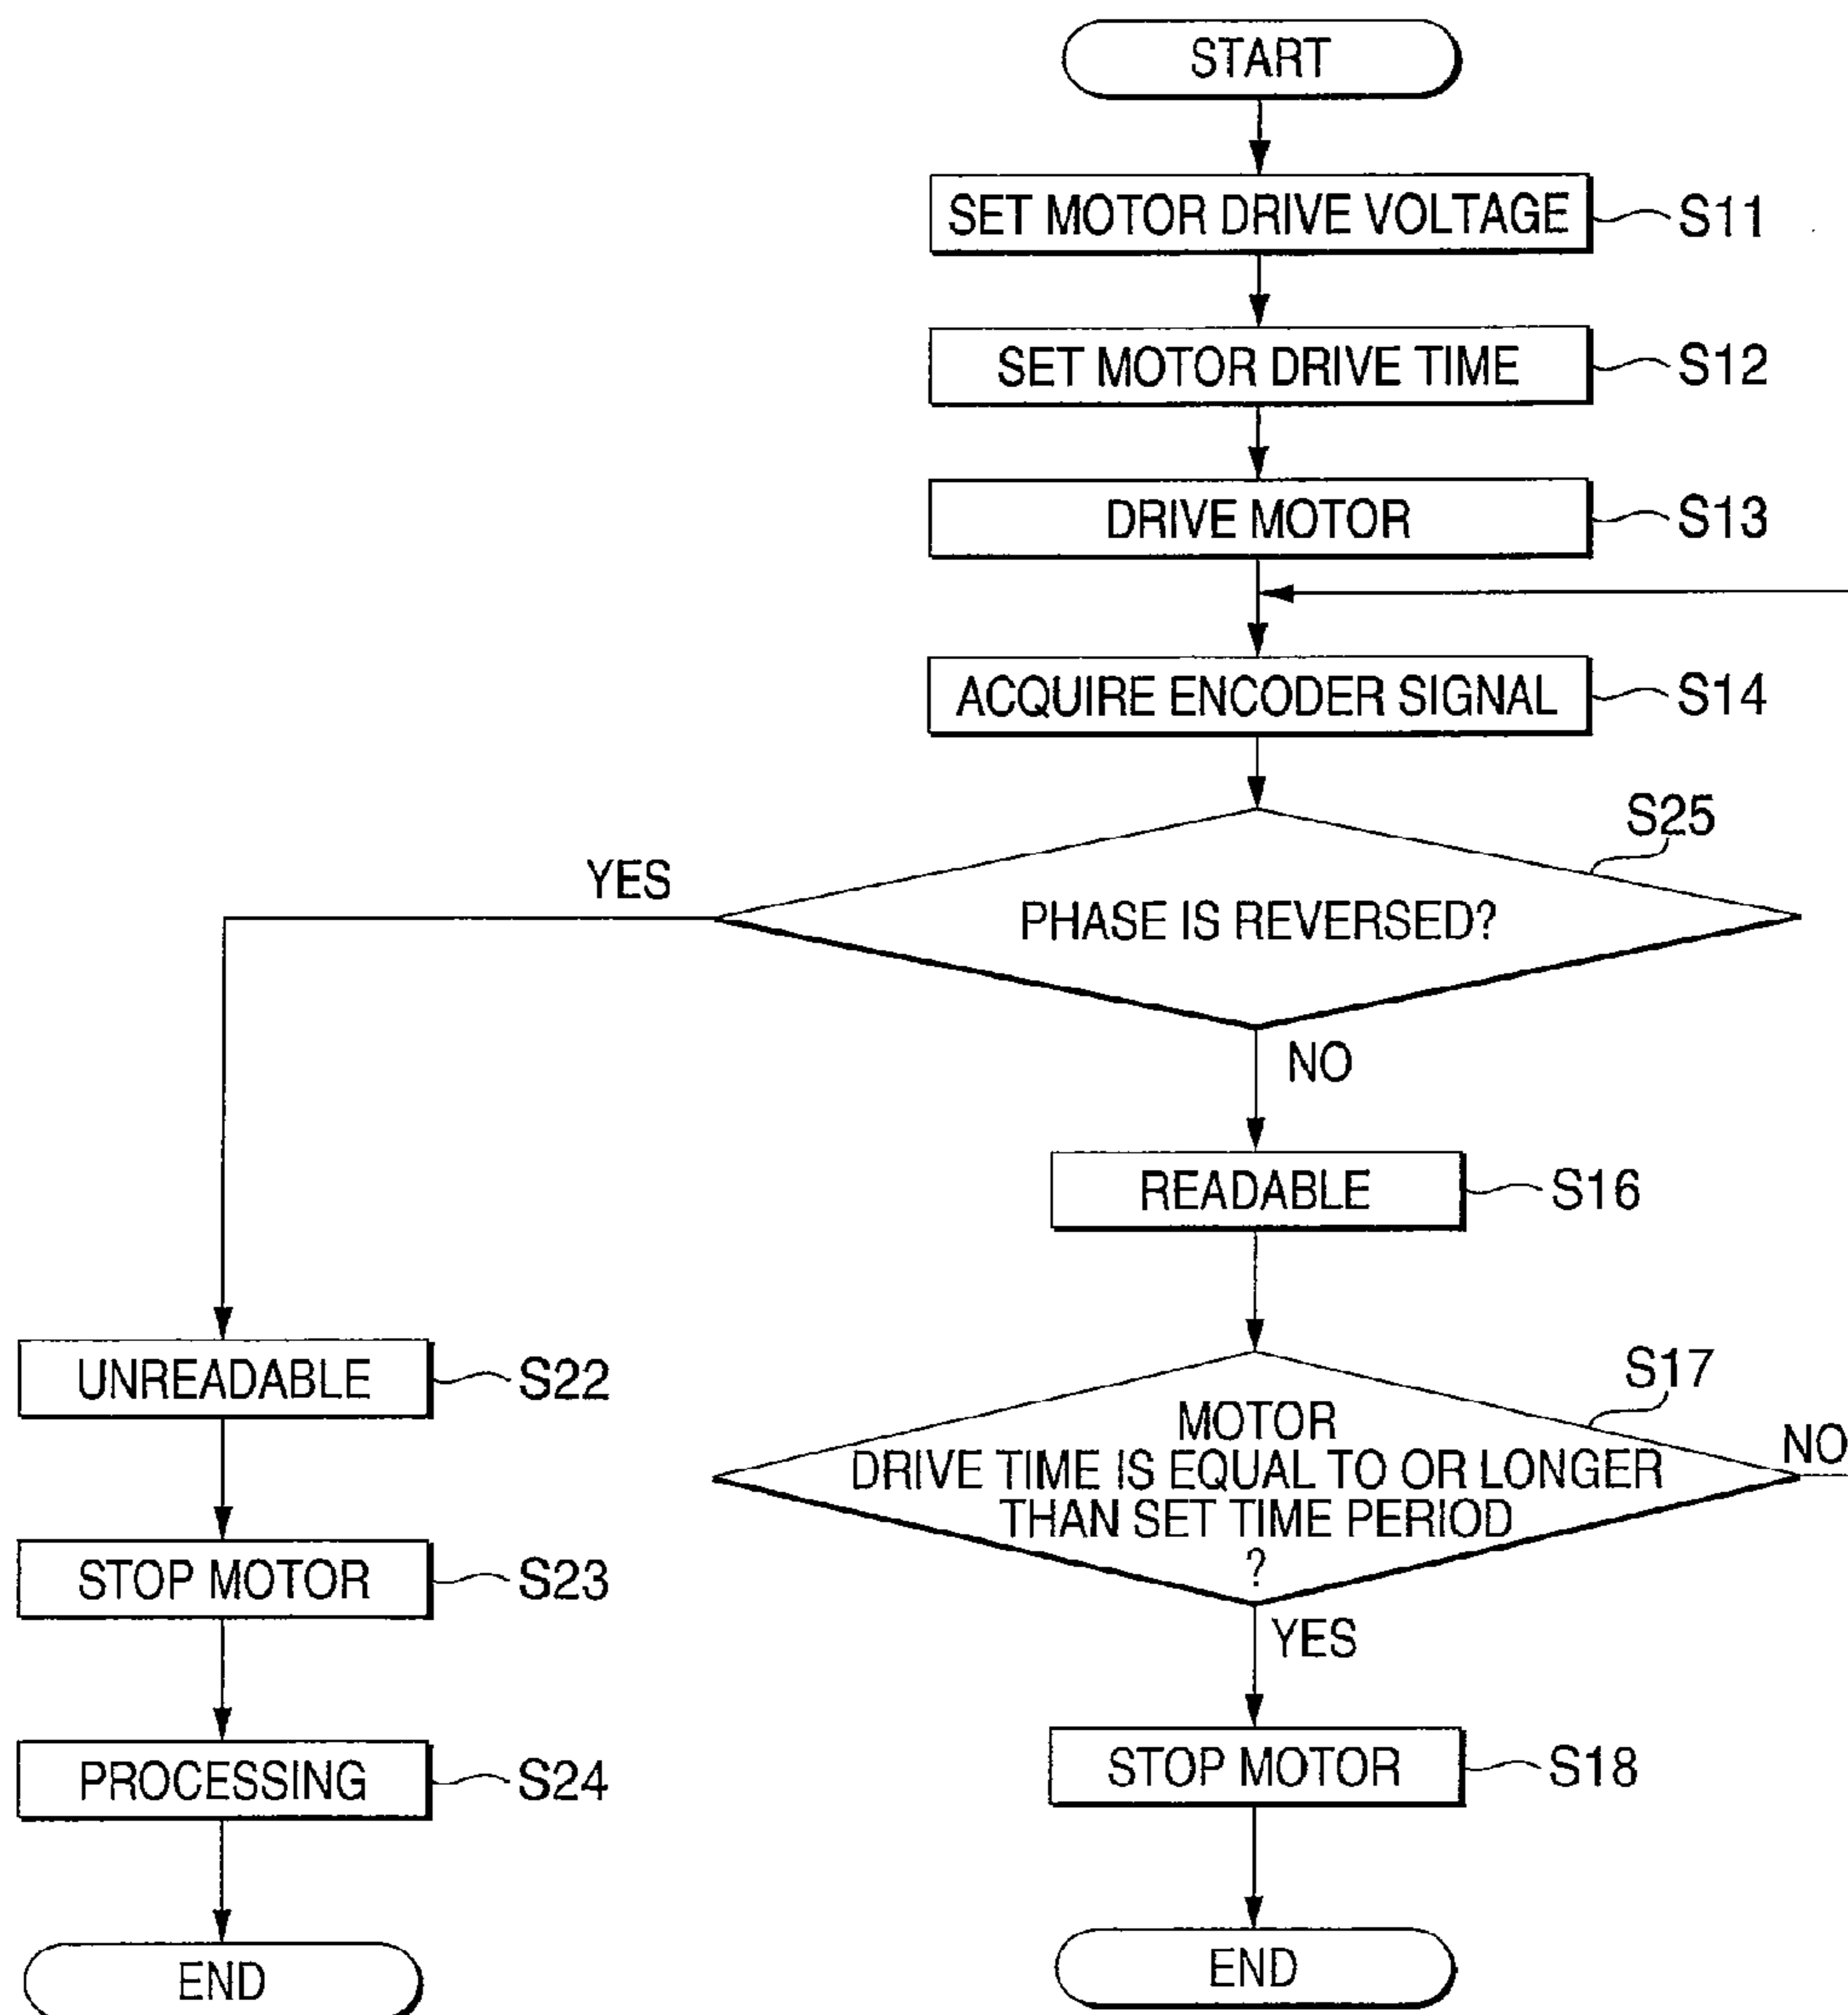 START
SET MOTOR DRIVE VOLTAGE
S11
SET MOTOR DRIVE TIME
S12
DRIVE MOTOR
S13
ACQUIRE ENCODER SIGNAL
S14
S25
YES
PHASE IS REVERSED?
NO
READABLE
S16
UNREADABLE
S22
S17
MOTOR
DRIVE TIME IS EQUAL TO OR LONGER
THAN SET TIME PERIOD
?
NO
STOP MOTOR
S23
YES
PROCESSING
S24
STOP MOTOR
S18
END
END